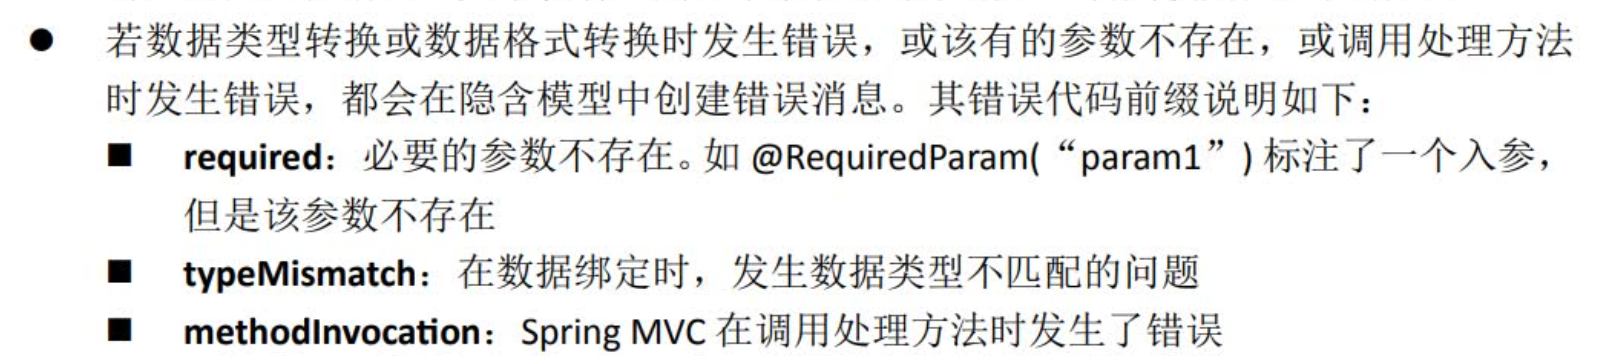 ● 若数据类型转换或数据格式转换时发生错误，或该有的参数不存在，或调用处理方法
时发生错误，都会在隐含模型中创建错误消息。其错误代码前缀说明如下：
■ required：必要的参数不存在。如 @RequiredParam(“param1”) 标注了一个入参，
但是该参数不存在
■ typeMismatch：在数据绑定时，发生数据类型不匹配的问题
■ methodInvocation：Spring MVC 在调用处理方法时发生了错误